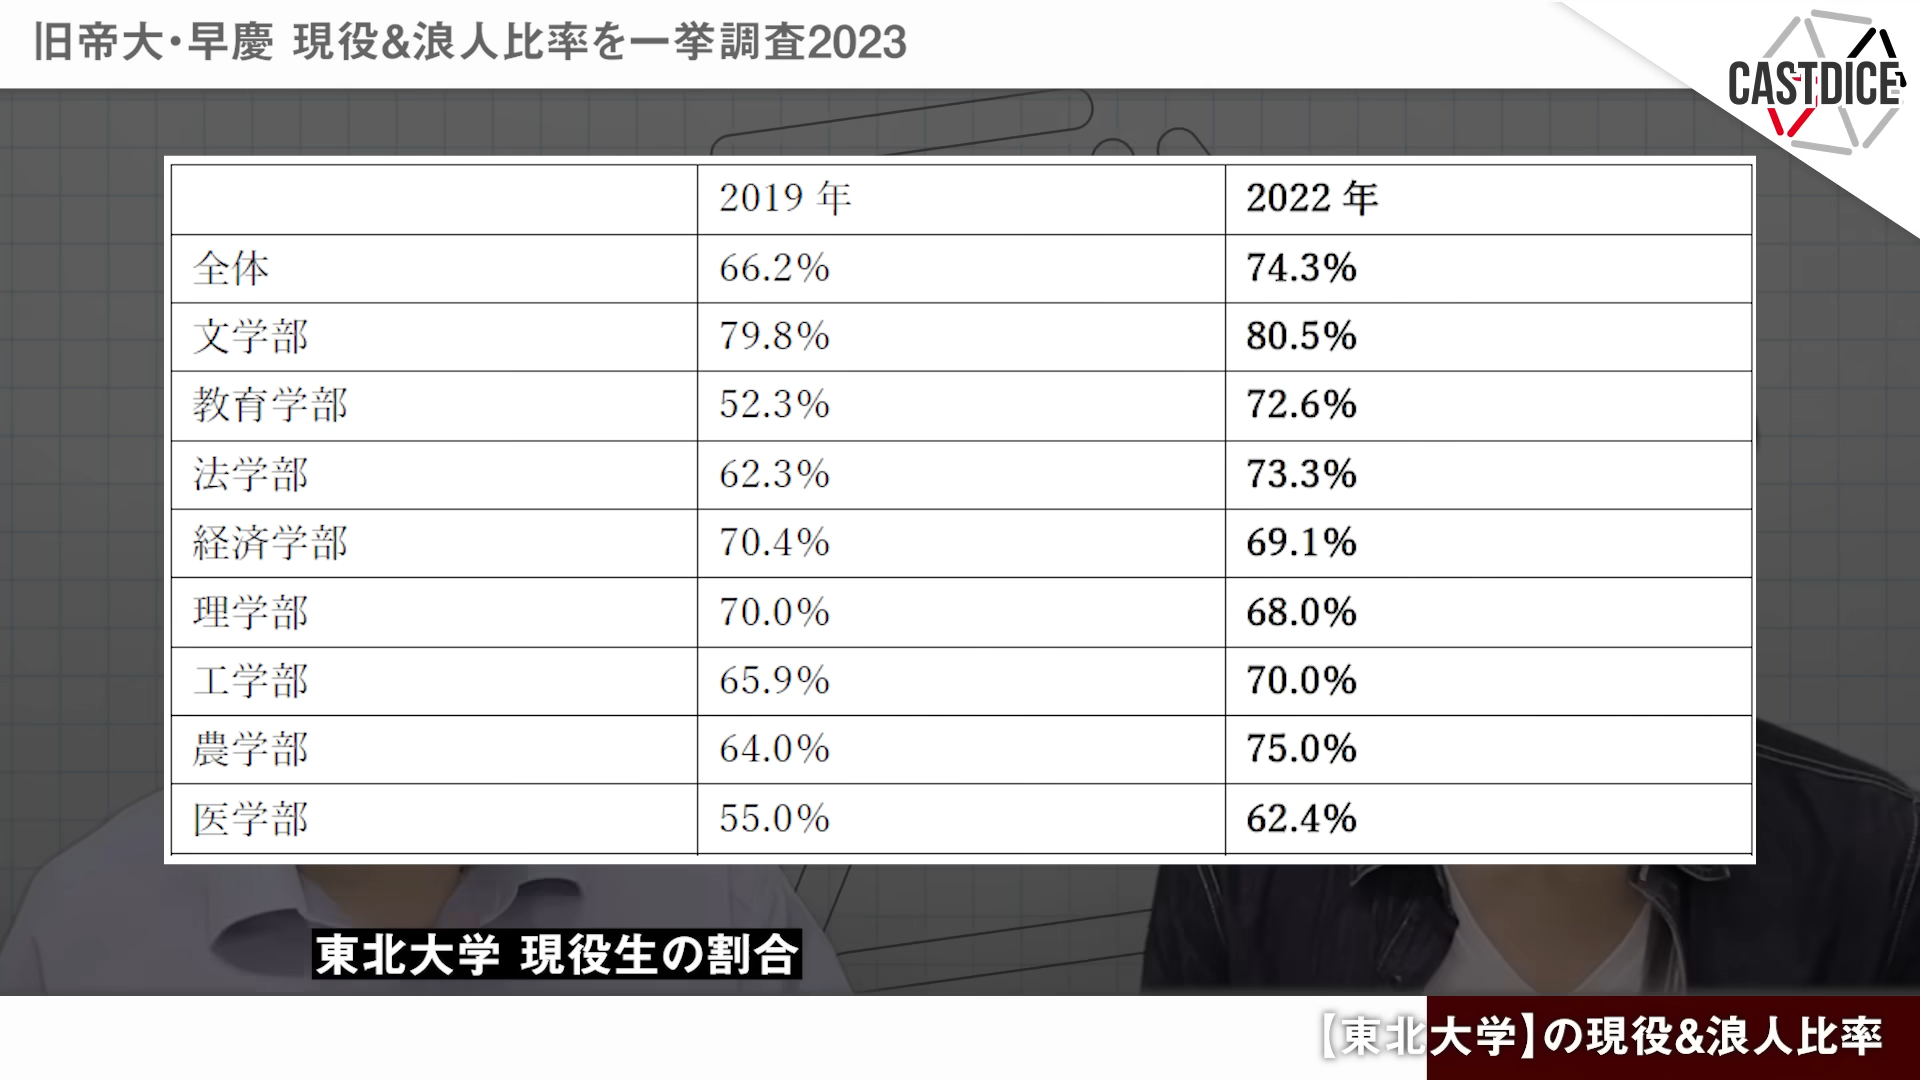 旧帝大・早慶 現役&浪人比率を一挙調査2023
CASTDICE
2019 年 2022 年
全体 66.2% 74.3%
文学部 79.8% 80.5%
教育学部 52.3% 72.6%
法学部 62.3% 73.3%
経済学部 70.4% 69.1%
理学部 70.0% 68.0%
工学部 65.9% 70.0%
農学部 64.0% 75.0%
医学部 55.0% 62.4%
東北大学 現役生の割合
【東北大学】の現役&浪人比率